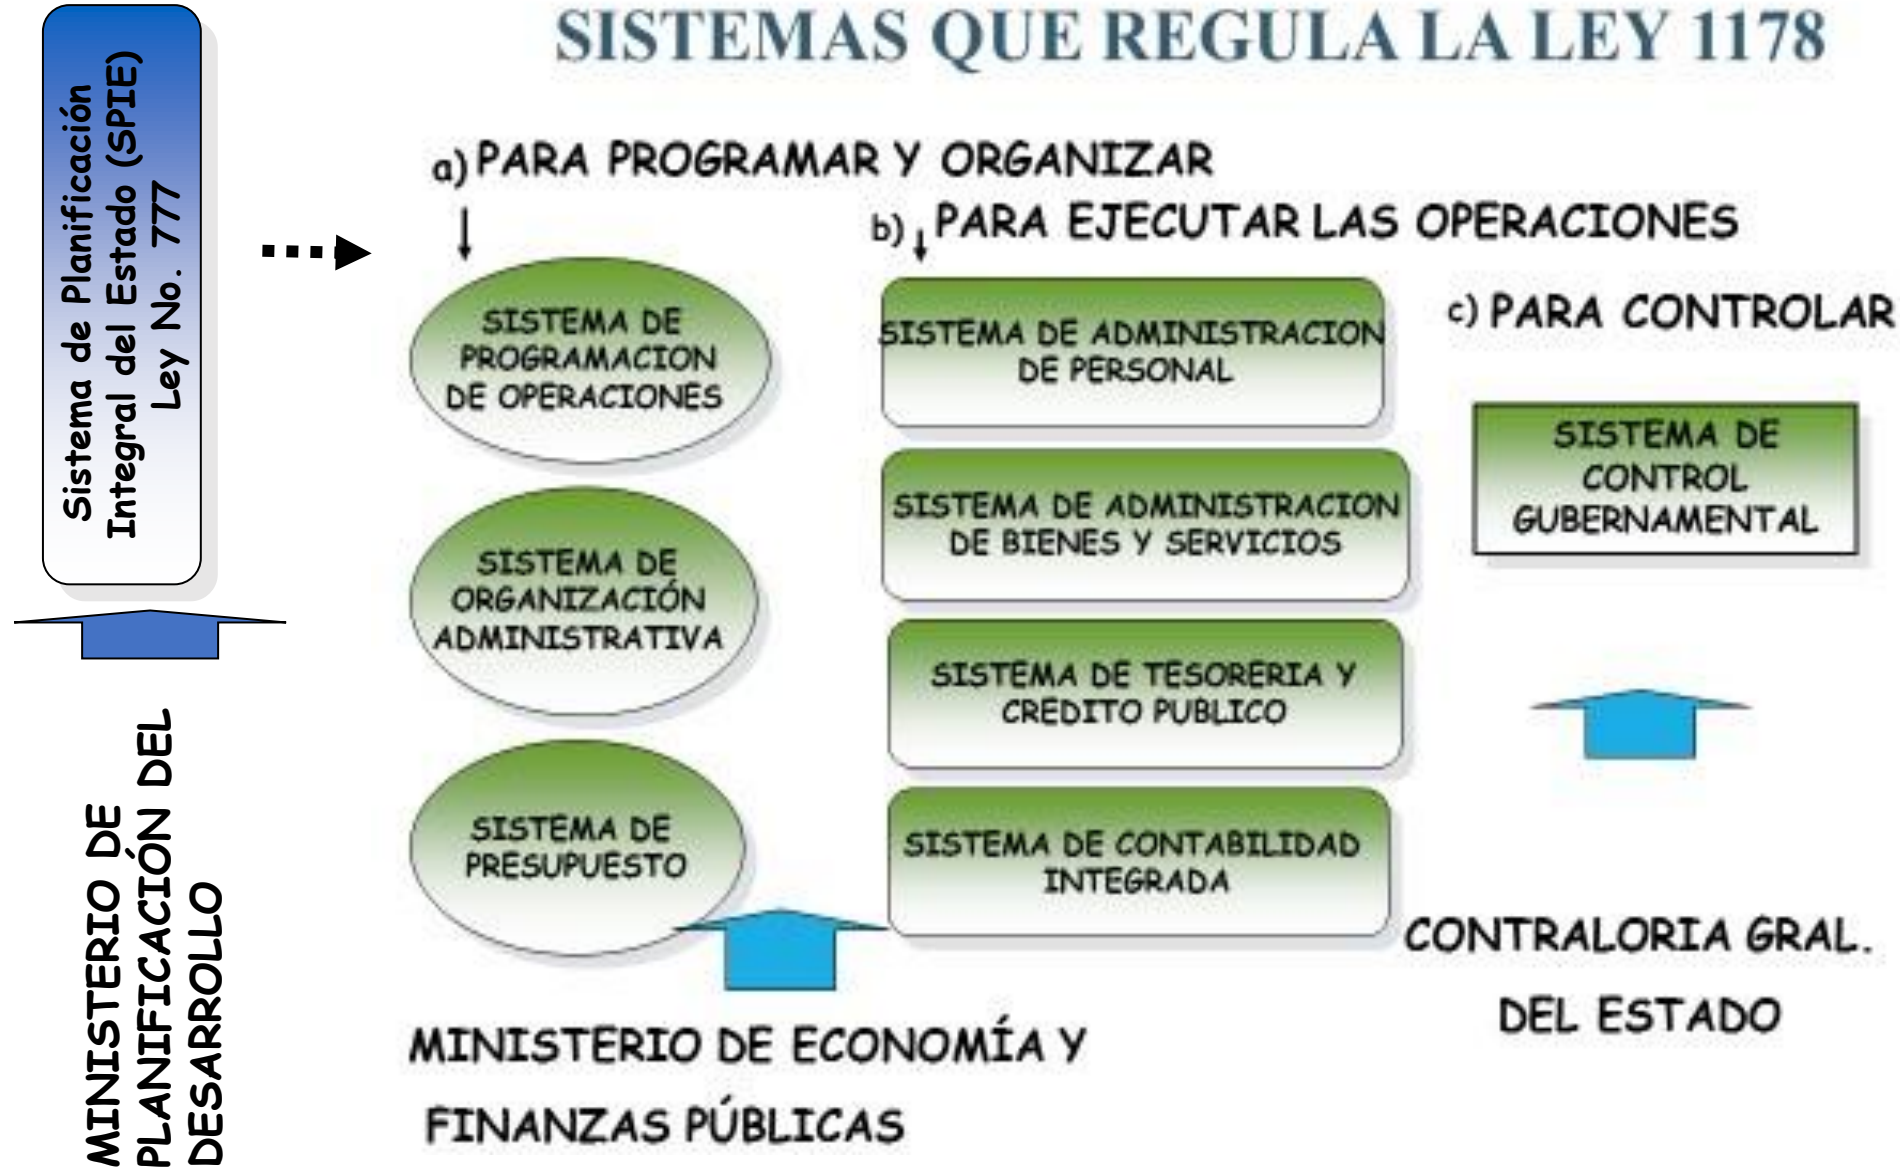 SISTEMAS QUE REGULA LA LEY 1178
Sistema de Planificación
Integral del Estado (SPIE)
Ley No. 777
MINISTERIO DE
PLANIFICACIÓN DEL
DESARROLLO
a) PARA PROGRAMAR Y ORGANIZAR
SISTEMA DE
PROGRAMACION
DE OPERACIONES
SISTEMA DE
ORGANIZACIÓN
ADMINISTRATIVA
SISTEMA DE
PRESUPUESTO
b) PARA EJECUTAR LAS OPERACIONES
SISTEMA DE ADMINISTRACION
DE PERSONAL
SISTEMA DE ADMINISTRACION
DE BIENES Y SERVICIOS
SISTEMA DE TESORERIA Y
CREDITO PUBLICO
SISTEMA DE CONTABILIDAD
INTEGRADA
MINISTERIO DE ECONOMÍA Y
FINANZAS PÚBLICAS
c) PARA CONTROLAR
SISTEMA DE
CONTROL
GUBERNAMENTAL
CONTRALORIA GRAL.
DEL ESTADO